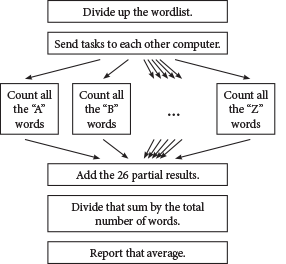 Divide up the wordlist.
Send tasks to each other computer.
Count all
the “A”
words
Count all
the “B”
words
...
Count all
the “Z”
words
Add the 26 partial results.
Divide that sum by the total
number of words.
Report that average.